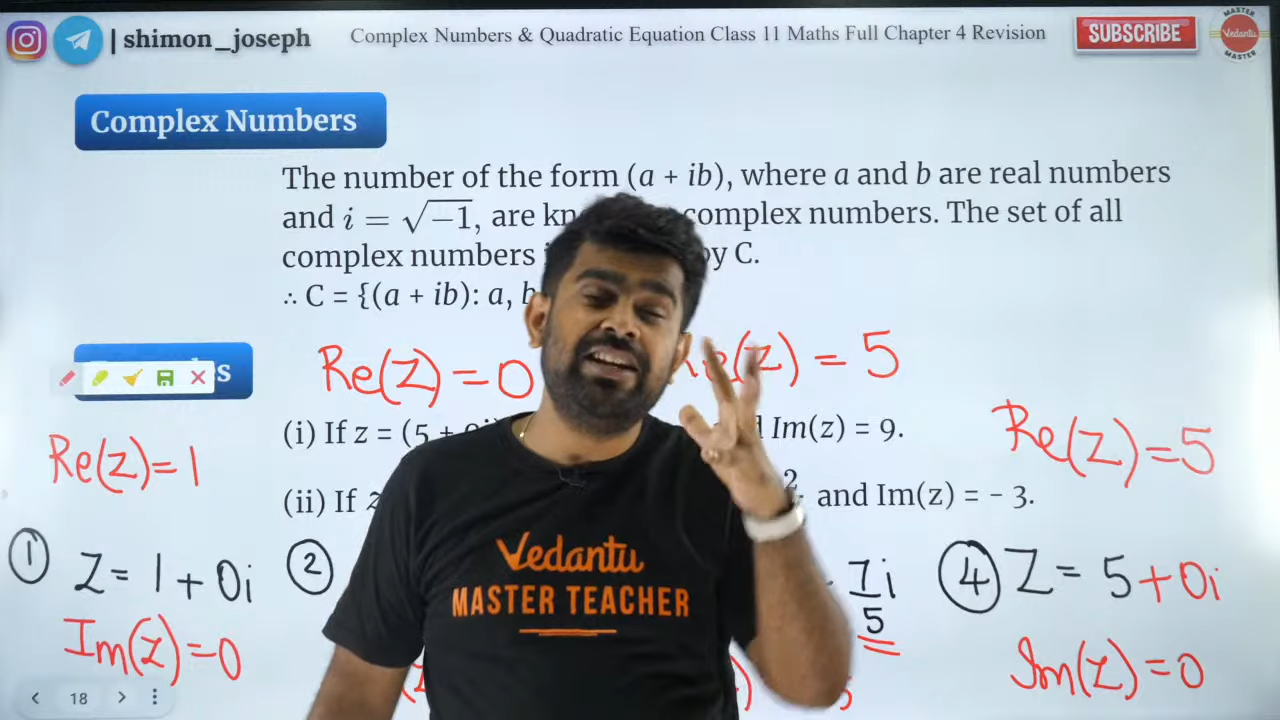 | shimon_joseph
Complex Numbers & Quadratic Equation Class 11 Maths Full Chapter 4 Revision
SUBSCRIBE
MASTER
Vedantu
MASTER
Complex Numbers
The number of the form (a + ib), where a and b are real numbers
and i = √−1, are complex numbers. The set of all
complex numbers by C.
∴ C = {(a + ib): a, b
Re(z) = 0
Re(z) = 5
(i) If z = (5 + Im(z) = 9.
Re(z) = 1
Re(z) = 5
(ii) If z and Im(z) = - 3.
① Z = 1 + 0i
②
7i
5
④ Z = 5 + 0i
Im(z) = 0
Im(z) = 0
Vedantu
MASTER TEACHER
18